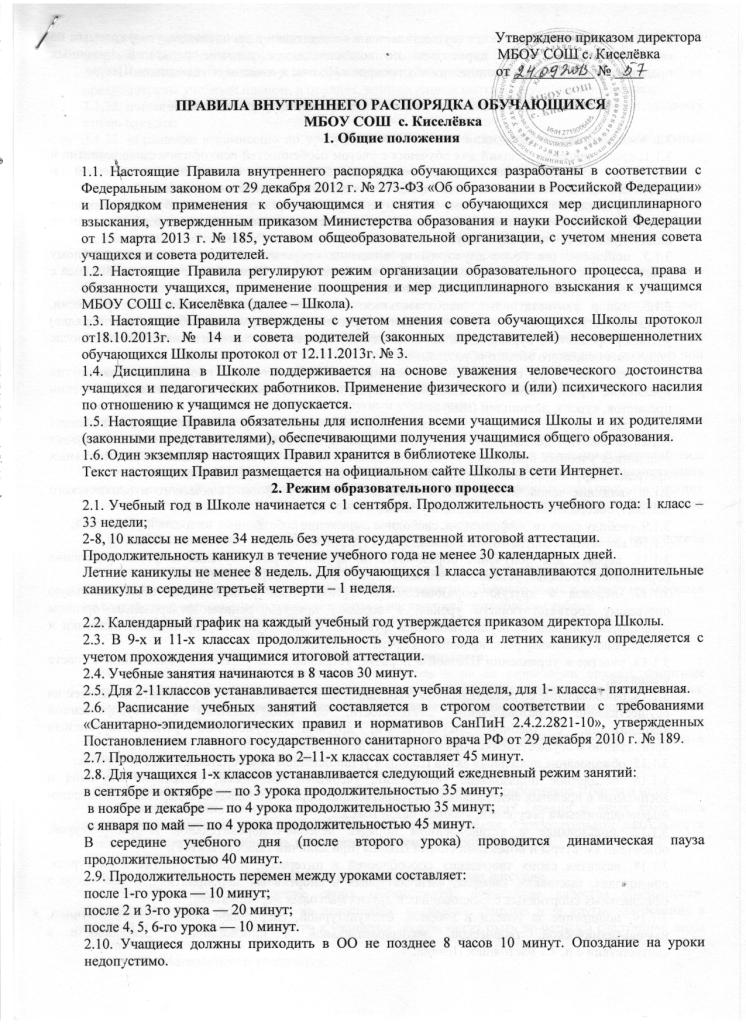 Утверждено приказом директора
МБОУ СОШ с. Киселёвка
от 24.09.2013 № 57
ПРАВИЛА ВНУТРЕННЕГО РАСПОРЯДКА ОБУЧАЮЩИХСЯ
МБОУ СОШ с. Киселёвка
1. Общие положения
1.1. Настоящие Правила внутреннего распорядка обучающихся разработаны в соответствии с
Федеральным законом от 29 декабря 2012 г. № 273-ФЗ «Об образовании в Российской Федерации»
и Порядком применения к обучающимся и снятия с обучающихся мер дисциплинарного
взыскания, утвержденным приказом Министерства образования и науки Российской Федерации
от 15 марта 2013 г. № 185, уставом общеобразовательной организации, с учетом мнения совета
учащихся и совета родителей.
1.2. Настоящие Правила регулируют режим организации образовательного процесса, права и
обязанности учащихся, применение поощрения и мер дисциплинарного взыскания к учащимся
МБОУ СОШ с. Киселёвка (далее – Школа).
1.3. Настоящие Правила утверждены с учетом мнения совета обучающихся Школы протокол
от18.10.2013г. № 14 и совета родителей (законных представителей) несовершеннолетних
обучающихся Школы протокол от 12.11.2013г. № 3.
1.4. Дисциплина в Школе поддерживается на основе уважения человеческого достоинства
учащихся и педагогических работников. Применение физического и (или) психического насилия
по отношению к учащимся не допускается.
1.5. Настоящие Правила обязательны для исполнения всеми учащимися Школы и их родителями
(законными представителями), обеспечивающими получения учащимися общего образования.
1.6. Один экземпляр настоящих Правил хранится в библиотеке Школы.
Текст настоящих Правил размещается на официальном сайте Школы в сети Интернет.
2. Режим образовательного процесса
2.1. Учебный год в Школе начинается с 1 сентября. Продолжительность учебного года: 1 класс –
33 недели;
2-8, 10 классы не менее 34 недель без учета государственной итоговой аттестации.
Продолжительность каникул в течение учебного года не менее 30 календарных дней.
Летние каникулы не менее 8 недель. Для обучающихся 1 класса устанавливаются дополнительные
каникулы в середине третьей четверти – 1 неделя.
2.2. Календарный график на каждый учебный год утверждается приказом директора Школы.
2.3. В 9-х и 11-х классах продолжительность учебного года и летних каникул определяется с
учетом прохождения учащимися итоговой аттестации.
2.4. Учебные занятия начинаются в 8 часов 30 минут.
2.5. Для 2-11классов устанавливается шестидневная учебная неделя, для 1- класса - пятидневная.
2.6. Расписание учебных занятий составляется в строгом соответствии с требованиями
«Санитарно-эпидемиологических правил и нормативов СанПиН 2.4.2.2821-10», утвержденных
Постановлением главного государственного санитарного врача РФ от 29 декабря 2010 г. № 189.
2.7. Продолжительность урока во 2–11-х классах составляет 45 минут.
2.8. Для учащихся 1-х классов устанавливается следующий ежедневный режим занятий:
в сентябре и октябре — по 3 урока продолжительностью 35 минут;
в ноябре и декабре — по 4 урока продолжительностью 35 минут;
с января по май — по 4 урока продолжительностью 45 минут.
В середине учебного дня (после второго урока) проводится динамическая пауза
продолжительностью 40 минут.
2.9. Продолжительность перемен между уроками составляет:
после 1-го урока — 10 минут;
после 2 и 3-го урока — 20 минут;
после 4, 5, 6-го урока — 10 минут.
2.10. Учащиеся должны приходить в ОО не позднее 8 часов 10 минут. Опоздание на уроки
недопустимо.